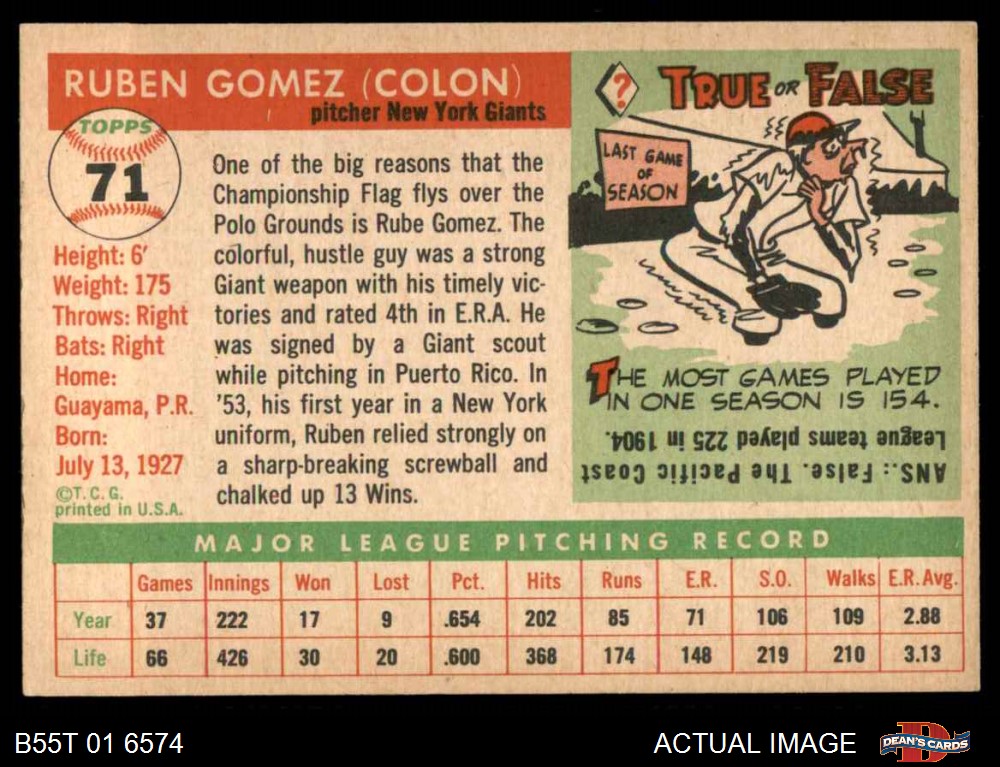 RUBEN GOMEZ (COLON)
pitcher New York Giants
TOPPS
71
Height: 6'
Weight: 175
Throws: Right
Bats: Right
Home:
Guayama, P.R.
Born:
July 13, 1927
©T.C.G.
printed in U.S.A.
One of the big reasons that the
Championship Flag flys over the
Polo Grounds is Rube Gomez. The
colorful, hustle guy was a strong
Giant weapon with his timely vic-
tories and rated 4th in E.R.A. He
was signed by a Giant scout
while pitching in Puerto Rico. In
'53, his first year in a New York
uniform, Ruben relied strongly on
a sharp-breaking screwball and
chalked up 13 Wins.
? TRUE OR FALSE
LAST GAME
OF
SEASON
THE MOST GAMES PLAYED
IN ONE SEASON IS 154.
ANS.: False. The Pacific Coast
League teams played 225 in 1904.
MAJOR LEAGUE PITCHING RECORD
Games Innings Won Lost Pct. Hits Runs E.R. S.O. Walks E.R.Avg.
Year 37 222 17 9 .654 202 85 71 106 109 2.88
Life 66 426 30 20 .600 368 174 148 219 210 3.13
B55T 01 6574
ACTUAL IMAGE
DEAN'S CARDS